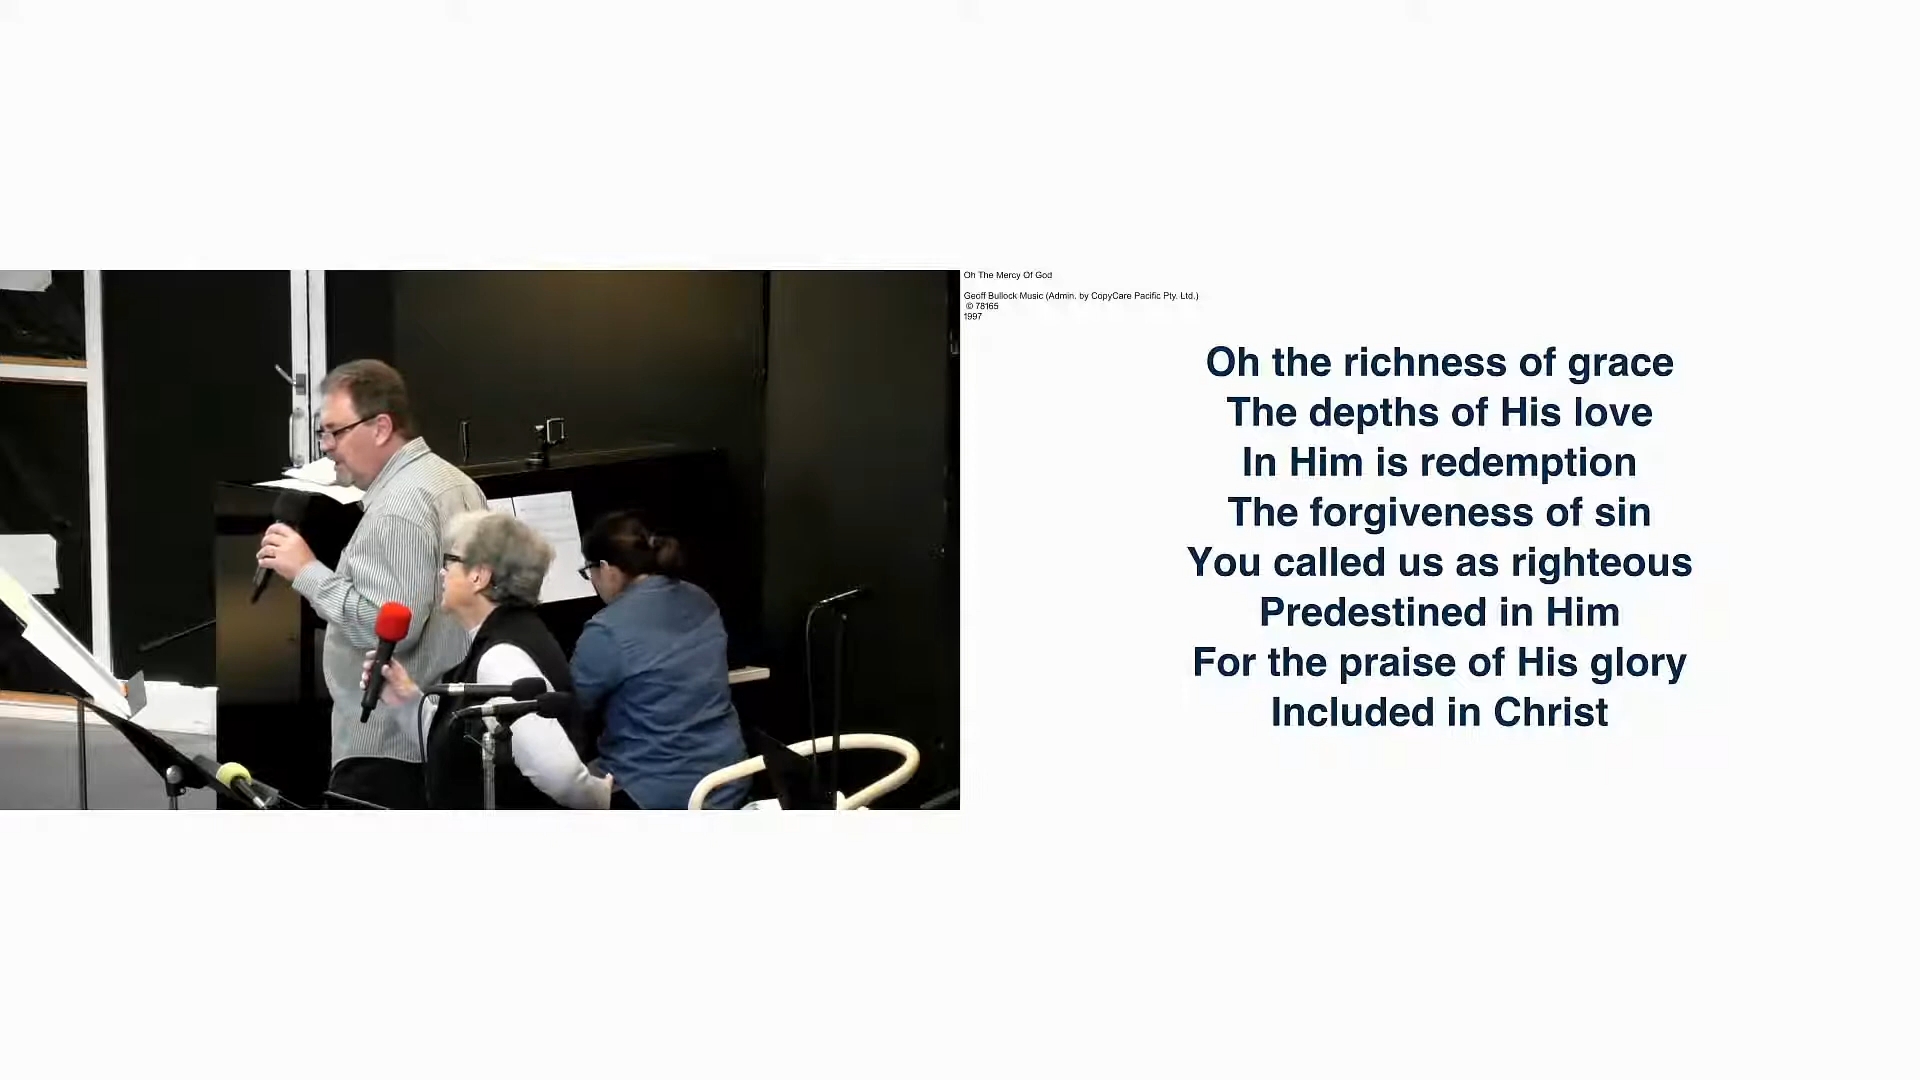 Oh The Mercy Of God
Geoff Bullock Music (Admin. by CopyCare Pacific Pty. Ltd.)
© 78165
1997
Oh the richness of grace
The depths of His love
In Him is redemption
The forgiveness of sin
You called us as righteous
Predestined in Him
For the praise of His glory
Included in Christ